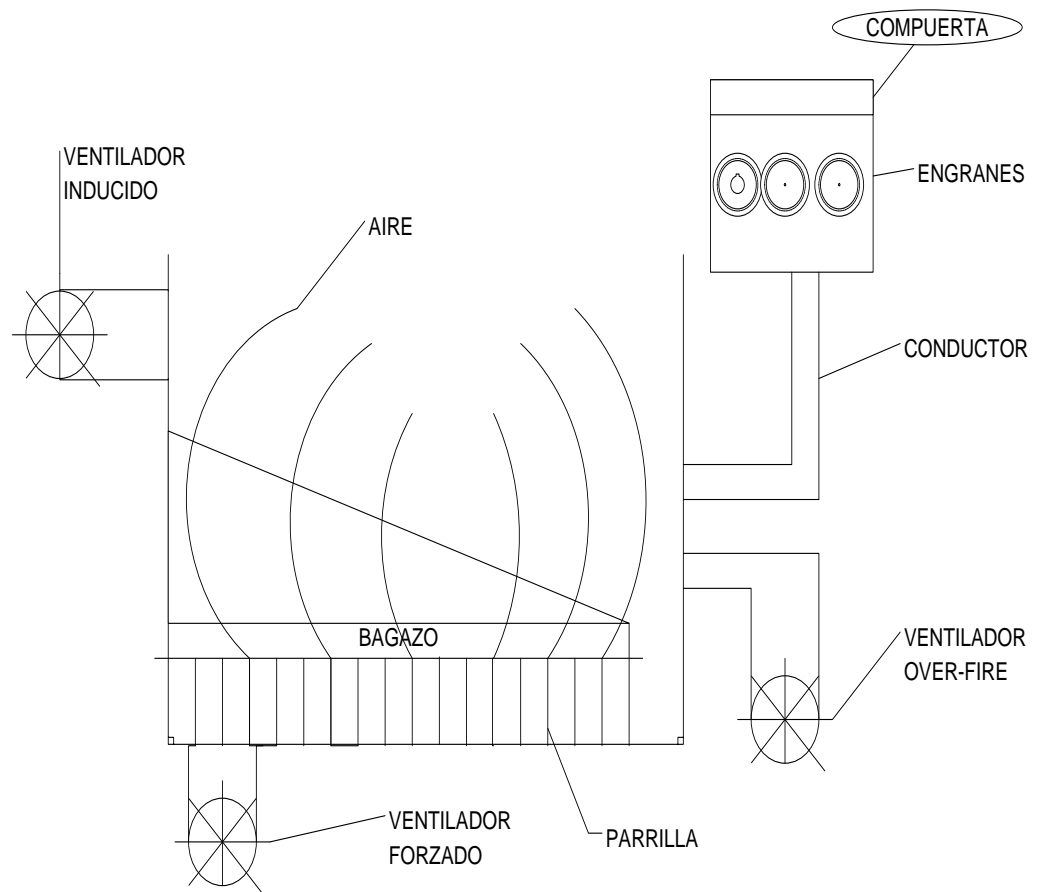 COMPUERTA
VENTILADOR
INDUCIDO
ENGRANES
AIRE
CONDUCTOR
BAGAZO
VENTILADOR
OVER-FIRE
VENTILADOR
FORZADO
PARRILLA